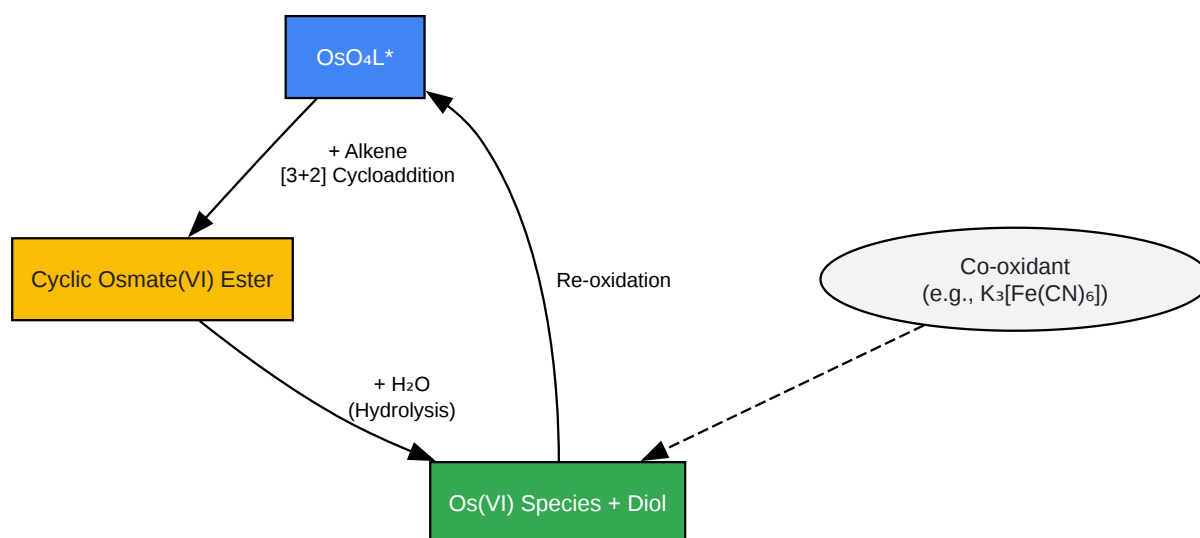 OsO₄L*
+ Alkene
[3+2] Cycloaddition
Cyclic Osmate(VI) Ester
Re-oxidation
Co-oxidant
(e.g., K₃[Fe(CN)₆])
+ H₂O
(Hydrolysis)
Os(VI) Species + Diol